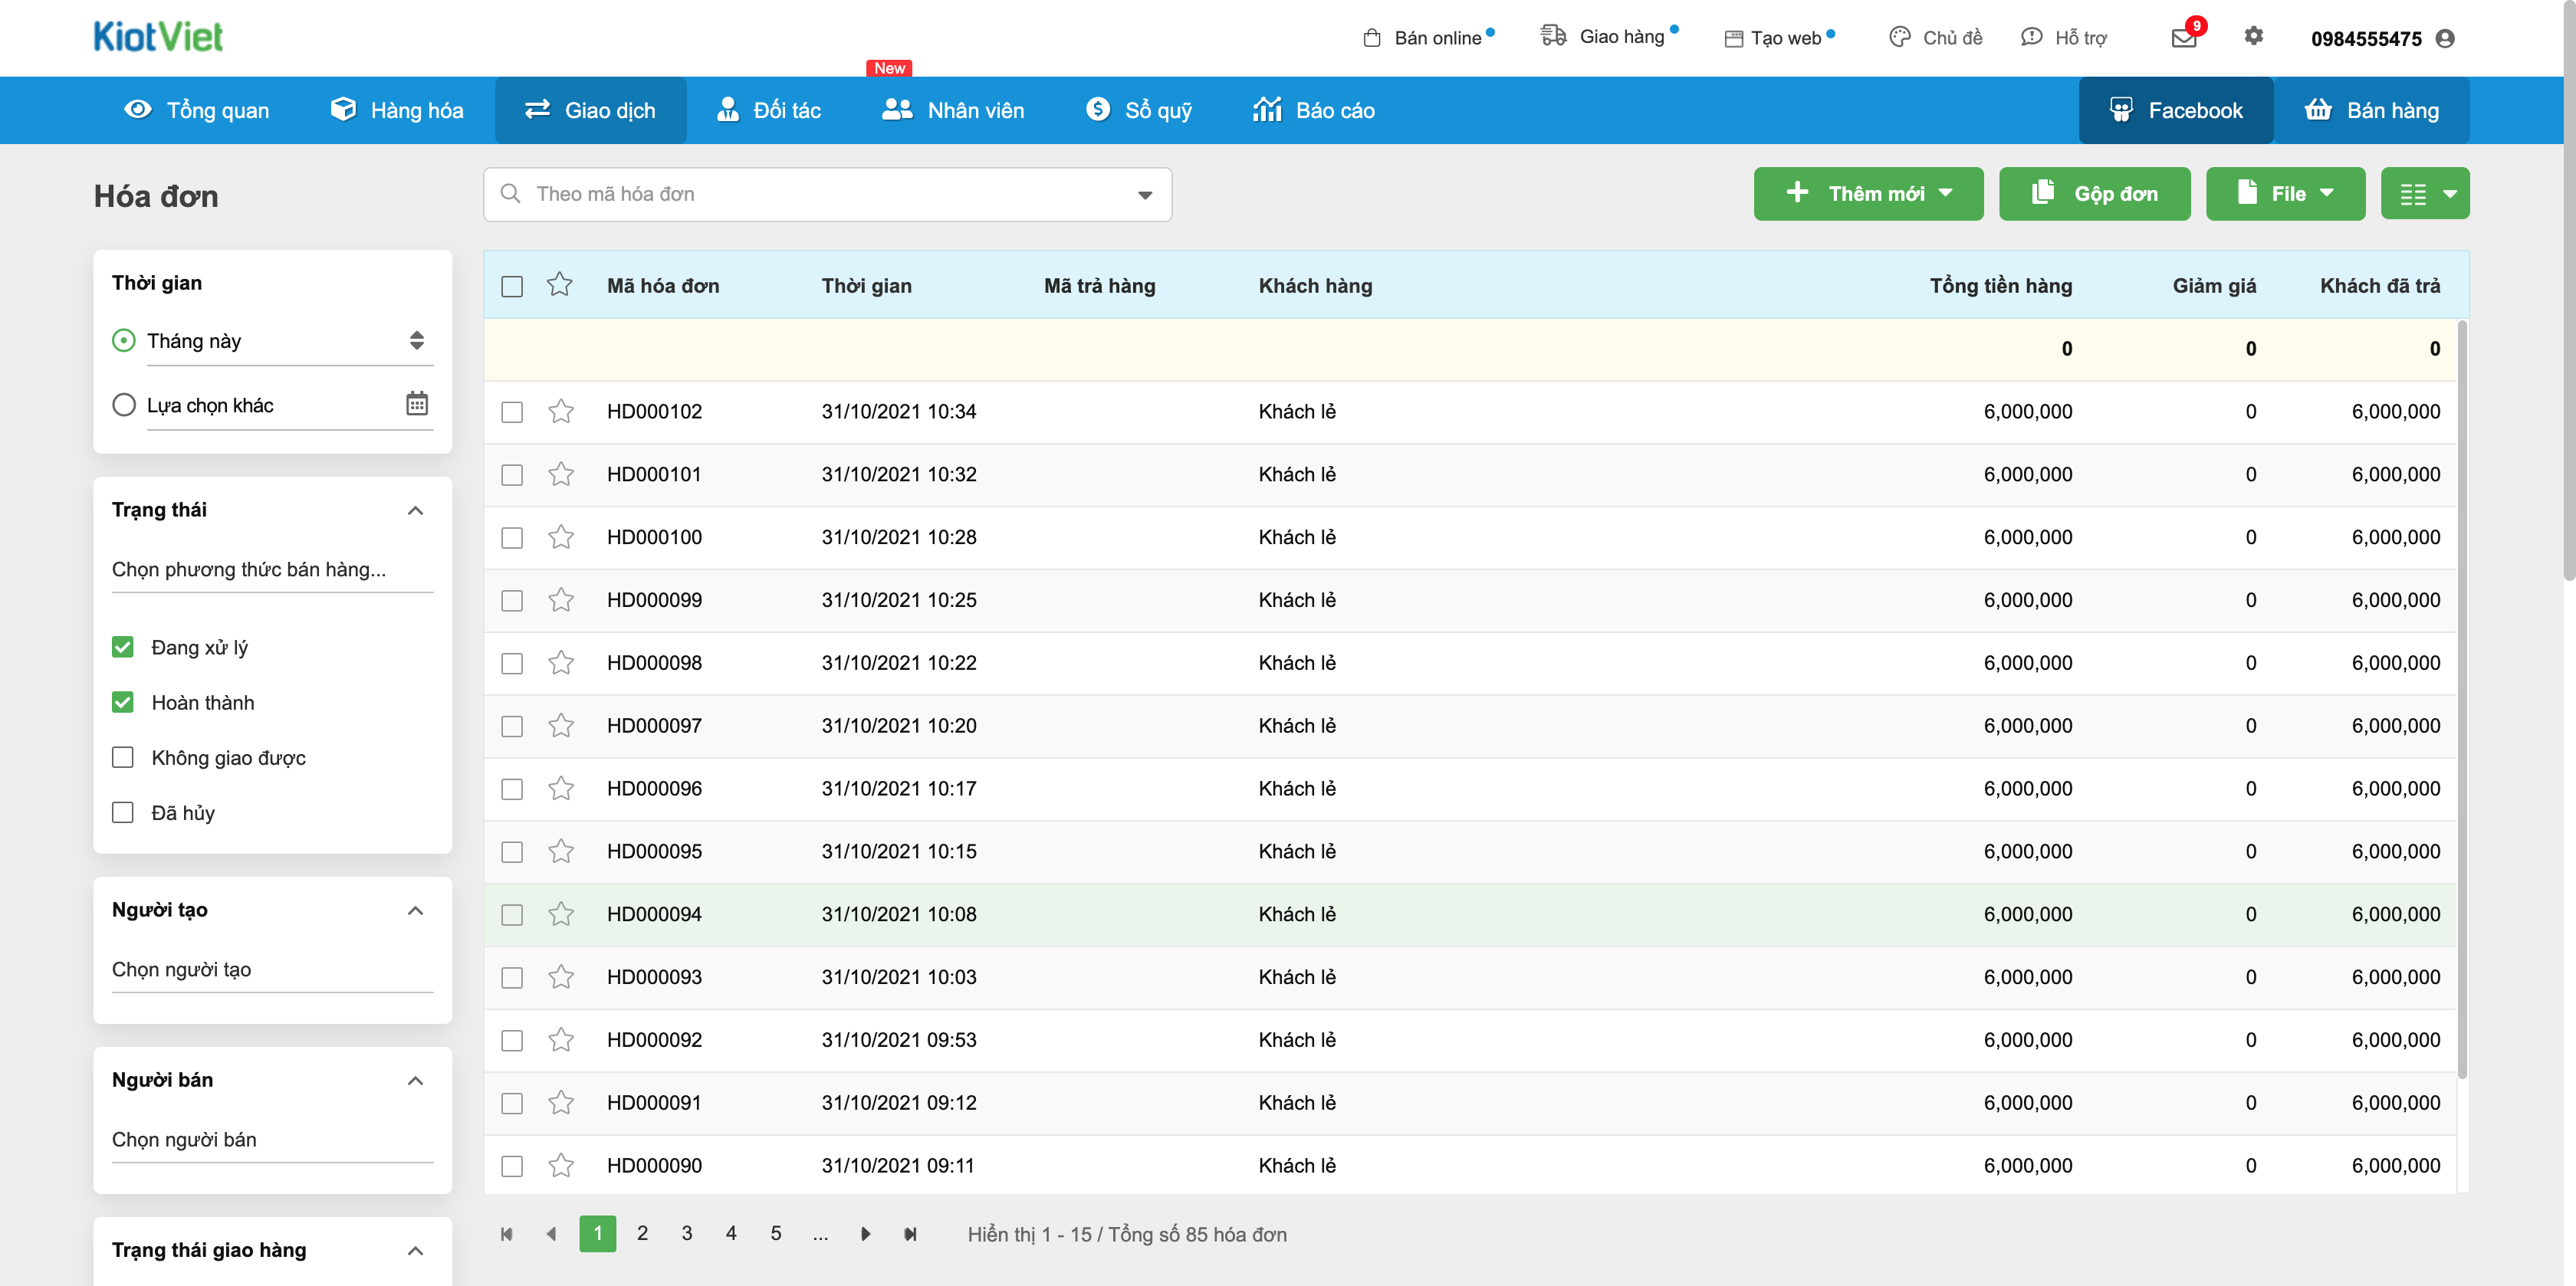 KiotViet
Bán online
Giao hàng
Tạo web
Chủ đề
Hỗ trợ
9
0984555475
New
Tổng quan
Hàng hóa
Giao dịch
Đối tác
Nhân viên
Sổ quỹ
Báo cáo
Facebook
Bán hàng
Hóa đơn
Theo mã hóa đơn
Thêm mới
Gộp đơn
File
Thời gian
Tháng này
Lựa chọn khác
Trạng thái
Chọn phương thức bán hàng...
Đang xử lý
Hoàn thành
Không giao được
Đã hủy
Người tạo
Chọn người tạo
Người bán
Chọn người bán
Trạng thái giao hàng
Mã hóa đơn Thời gian Mã trả hàng Khách hàng Tổng tiền hàng Giảm giá Khách đã trả
0 0 0
HD000102 31/10/2021 10:34 Khách lẻ 6,000,000 0 6,000,000
HD000101 31/10/2021 10:32 Khách lẻ 6,000,000 0 6,000,000
HD000100 31/10/2021 10:28 Khách lẻ 6,000,000 0 6,000,000
HD000099 31/10/2021 10:25 Khách lẻ 6,000,000 0 6,000,000
HD000098 31/10/2021 10:22 Khách lẻ 6,000,000 0 6,000,000
HD000097 31/10/2021 10:20 Khách lẻ 6,000,000 0 6,000,000
HD000096 31/10/2021 10:17 Khách lẻ 6,000,000 0 6,000,000
HD000095 31/10/2021 10:15 Khách lẻ 6,000,000 0 6,000,000
HD000094 31/10/2021 10:08 Khách lẻ 6,000,000 0 6,000,000
HD000093 31/10/2021 10:03 Khách lẻ 6,000,000 0 6,000,000
HD000092 31/10/2021 09:53 Khách lẻ 6,000,000 0 6,000,000
HD000091 31/10/2021 09:12 Khách lẻ 6,000,000 0 6,000,000
HD000090 31/10/2021 09:11 Khách lẻ 6,000,000 0 6,000,000
1 2 3 4 5 ... Hiển thị 1 - 15 / Tổng số 85 hóa đơn